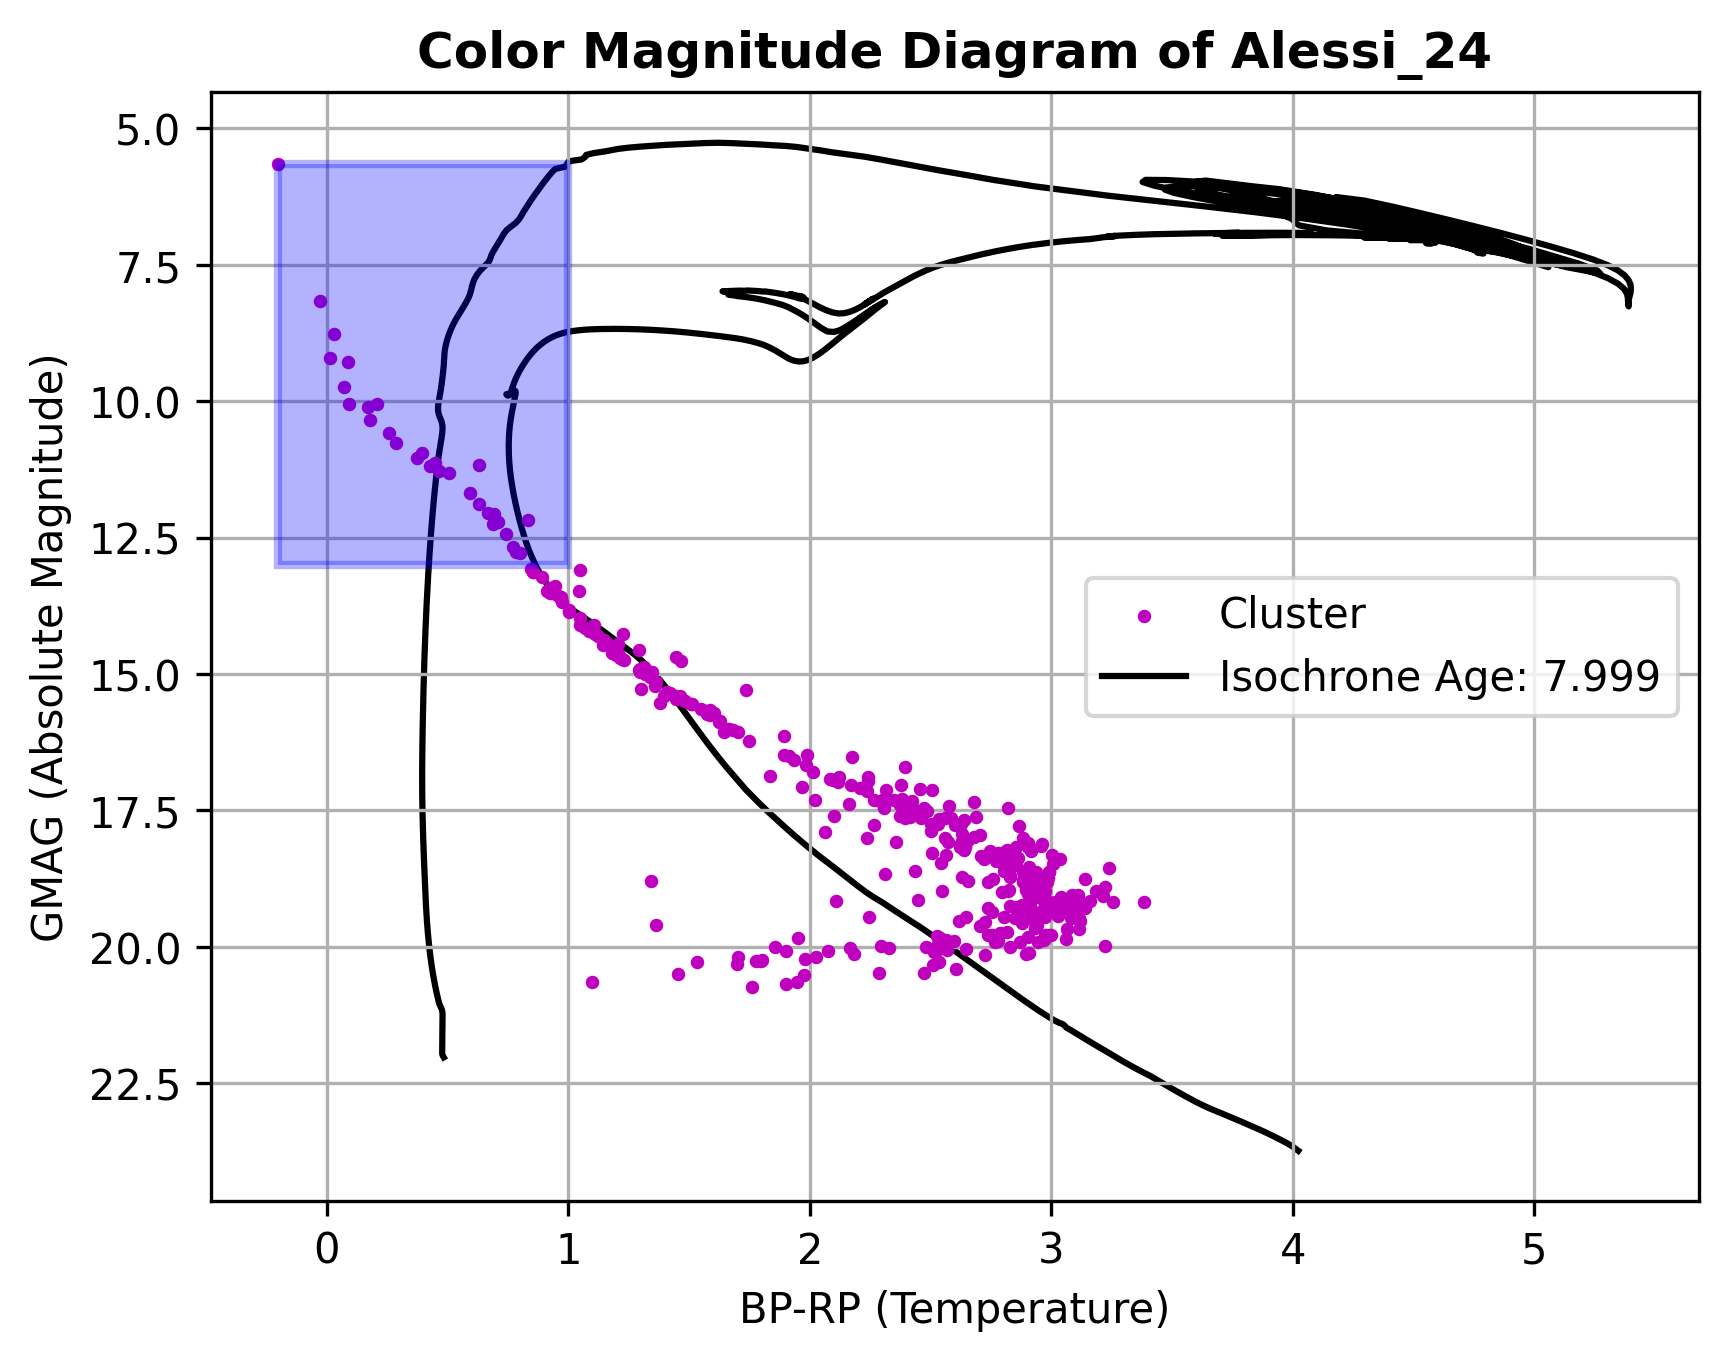 Color Magnitude Diagram of Alessi_24
GMAG (Absolute Magnitude)
5.0
7.5
10.0
12.5
15.0
17.5
20.0
22.5
Cluster
Isochrone Age: 7.999
0 1 2 3 4 5
BP-RP (Temperature)